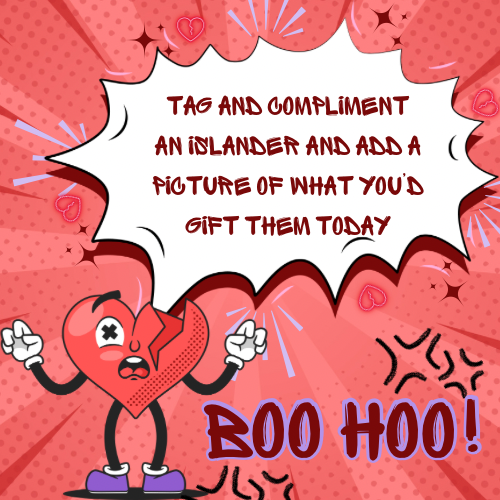 TAG AND COMPLIMENT
AN ISLANDER AND ADD A
PICTURE OF WHAT YOU'D
GIFT THEM TODAY
BOO HOO!